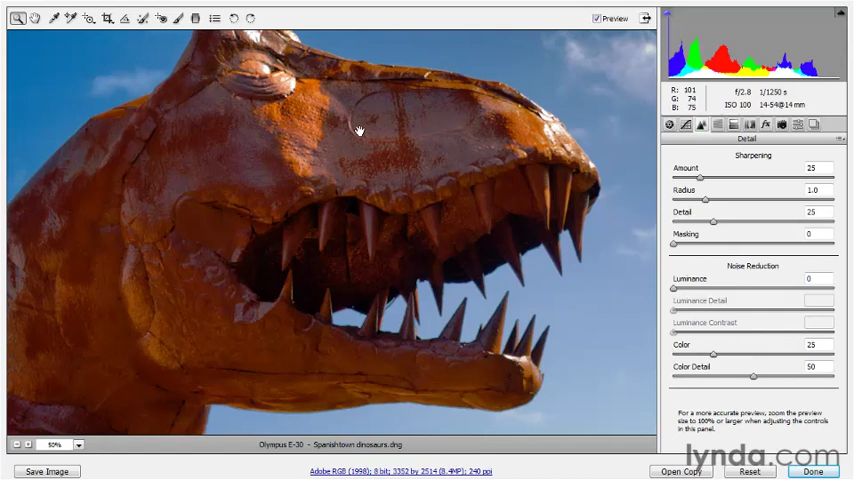 Preview
R: 101
G: 74
B: 75
f/2.8 1/1250 s
ISO 100 14-54@14 mm
Detail
Sharpening
Amount 25
Radius 1.0
Detail 25
Masking 0
Noise Reduction
Luminance 0
Luminance Detail
Luminance Contrast
Color 25
Color Detail 50
For a more accurate preview, zoom the preview
size to 100% or larger when adjusting the controls
in this panel.
50%
Olympus E-30 - Spanishtown dinosaurs.dng
lynda.com
Save Image
Adobe RGB (1998); 8 bit; 3352 by 2514 (8.4MP); 240 ppi
Open Copy
Reset
Done